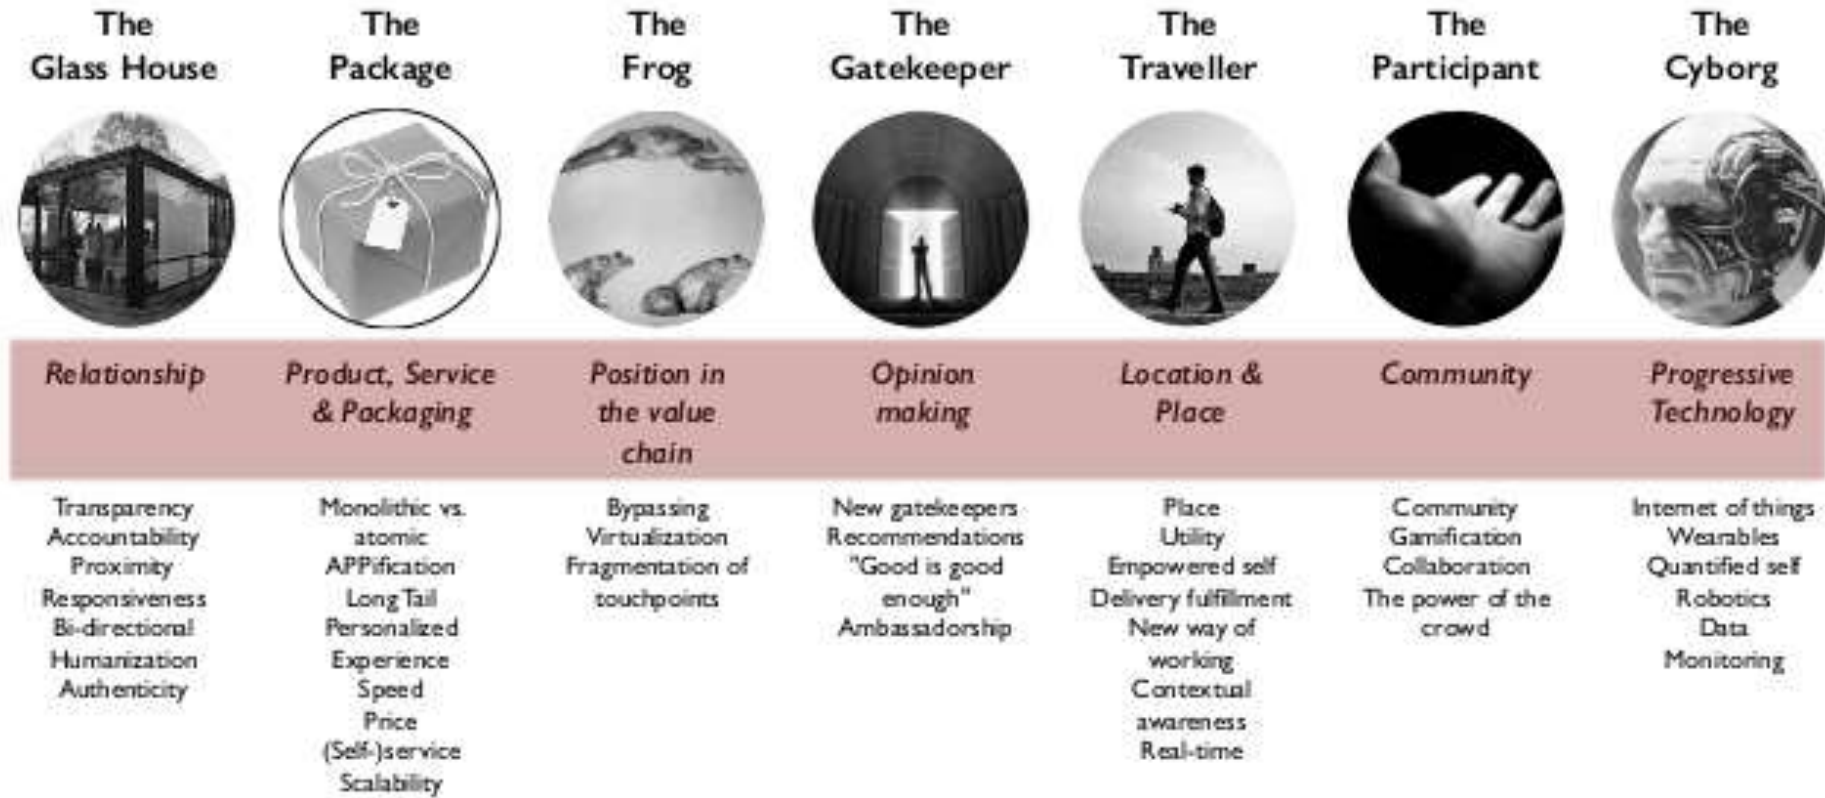 The
Glass House
The
Package
The
Frog
The
Gatekeeper
The
Traveller
The
Participant
The
Cyborg
Relationship
Product, Service
& Packaging
Position in
the value
chain
Opinion
making
Location &
Place
Community
Progressive
Technology
Transparency
Accountability
Proximity
Responsiveness
Bi-directional
Humanization
Authenticity
Monolithic vs.
atomic
APPification
Long Tail
Personalized
Experience
Speed
Price
(Self-)service
Scalability
Bypassing
Virtualization
Fragmentation of
touchpoints
New gatekeepers
Recommendations
"Good is good
enough"
Ambassadorship
Place
Utility
Empowered self
Delivery fulfillment
New way of
working
Contextual
awareness
Real-time
Community
Gamification
Collaboration
The power of the
crowd
Internet of things
Wearables
Quantified self
Robotics
Data
Monitoring